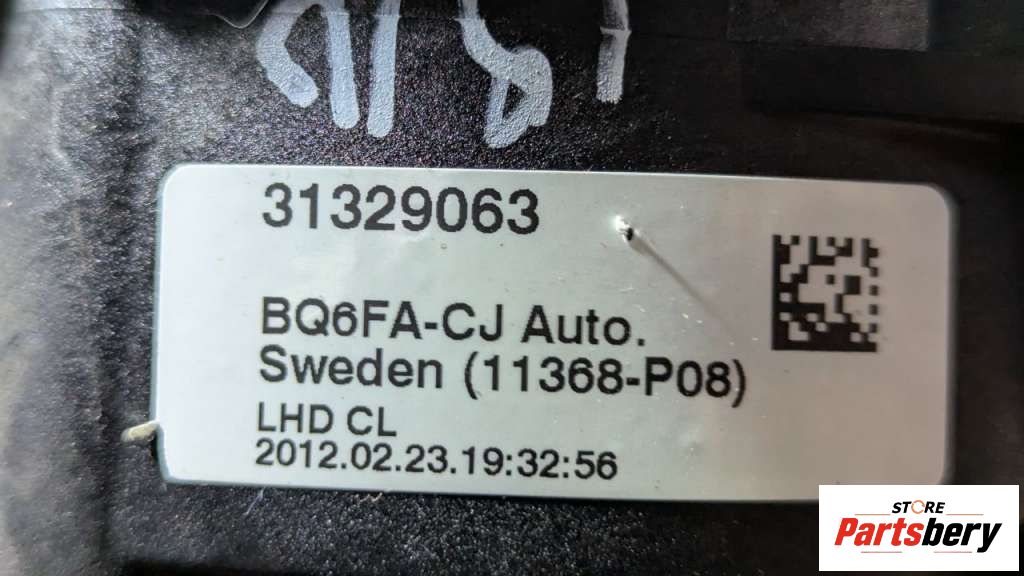 31329063
BQ6FA-CJ Auto.
Sweden (11368-P08)
LHD CL
2012.02.23.19:32:56
STORE
Partsbery